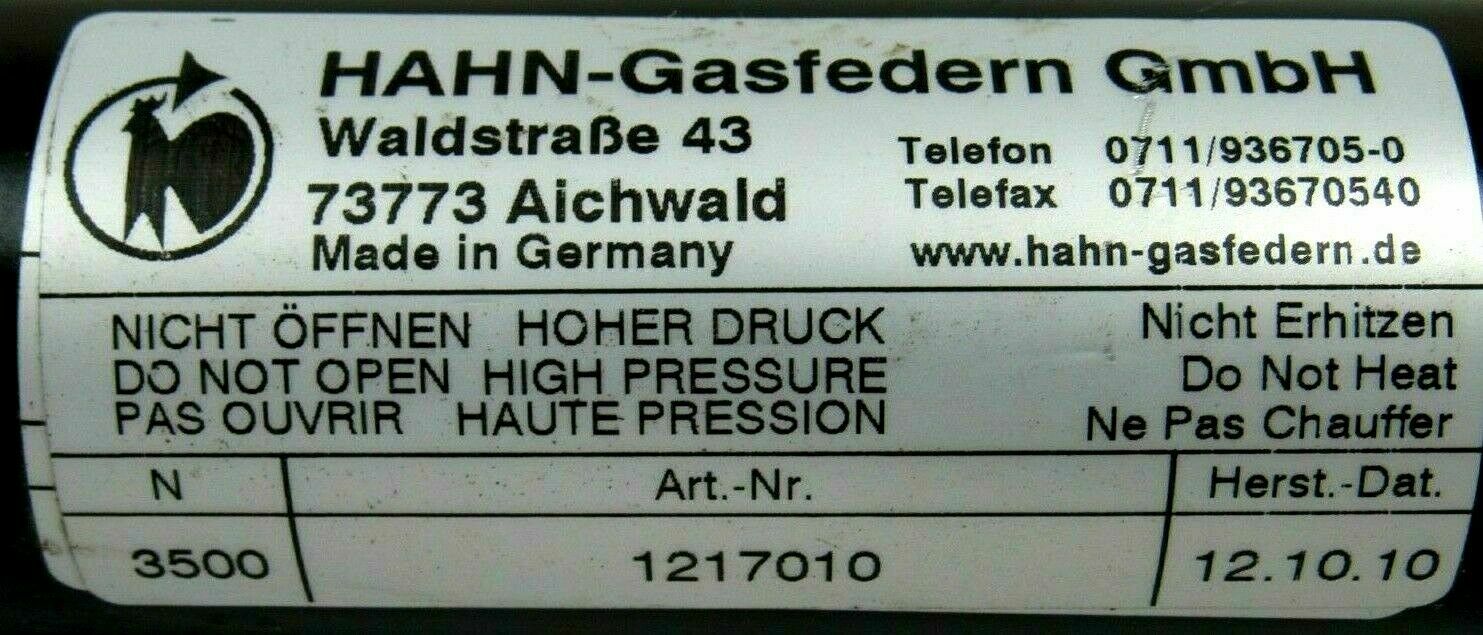 HAHN-Gasfedern GmbH
Waldstraße 43
73773 Aichwald
Made in Germany
Telefon 0711/936705-0
Telefax 0711/93670540
www.hahn-gasfedern.de
NICHT ÖFFNEN HOHER DRUCK Nicht Erhitzen
DO NOT OPEN HIGH PRESSURE Do Not Heat
PAS OUVRIR HAUTE PRESSION Ne Pas Chauffer
N Art.-Nr. Herst.-Dat.
3500 1217010 12.10.10